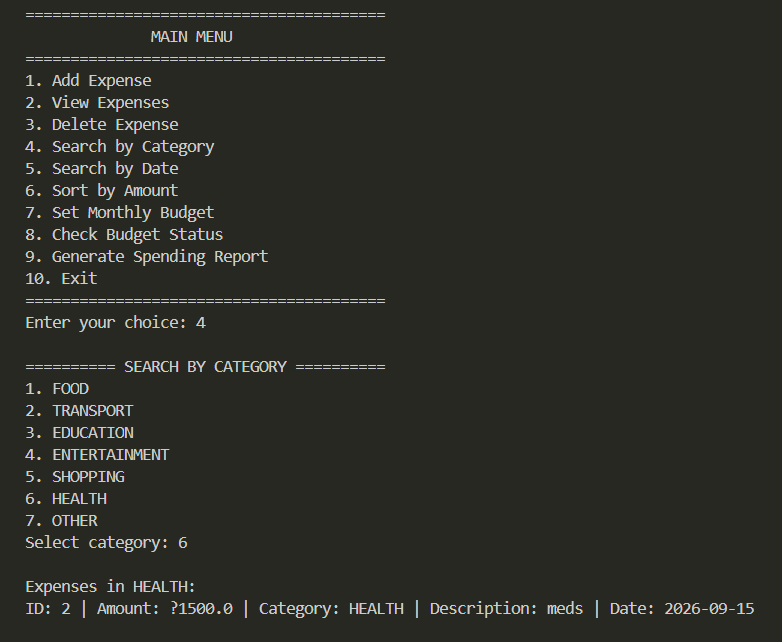 ========================================
MAIN MENU
========================================
1. Add Expense
2. View Expenses
3. Delete Expense
4. Search by Category
5. Search by Date
6. Sort by Amount
7. Set Monthly Budget
8. Check Budget Status
9. Generate Spending Report
10. Exit
========================================
Enter your choice: 4
========== SEARCH BY CATEGORY ==========
1. FOOD
2. TRANSPORT
3. EDUCATION
4. ENTERTAINMENT
5. SHOPPING
6. HEALTH
7. OTHER
Select category: 6
Expenses in HEALTH:
ID: 2 | Amount: ?1500.0 | Category: HEALTH | Description: meds | Date: 2026-09-15